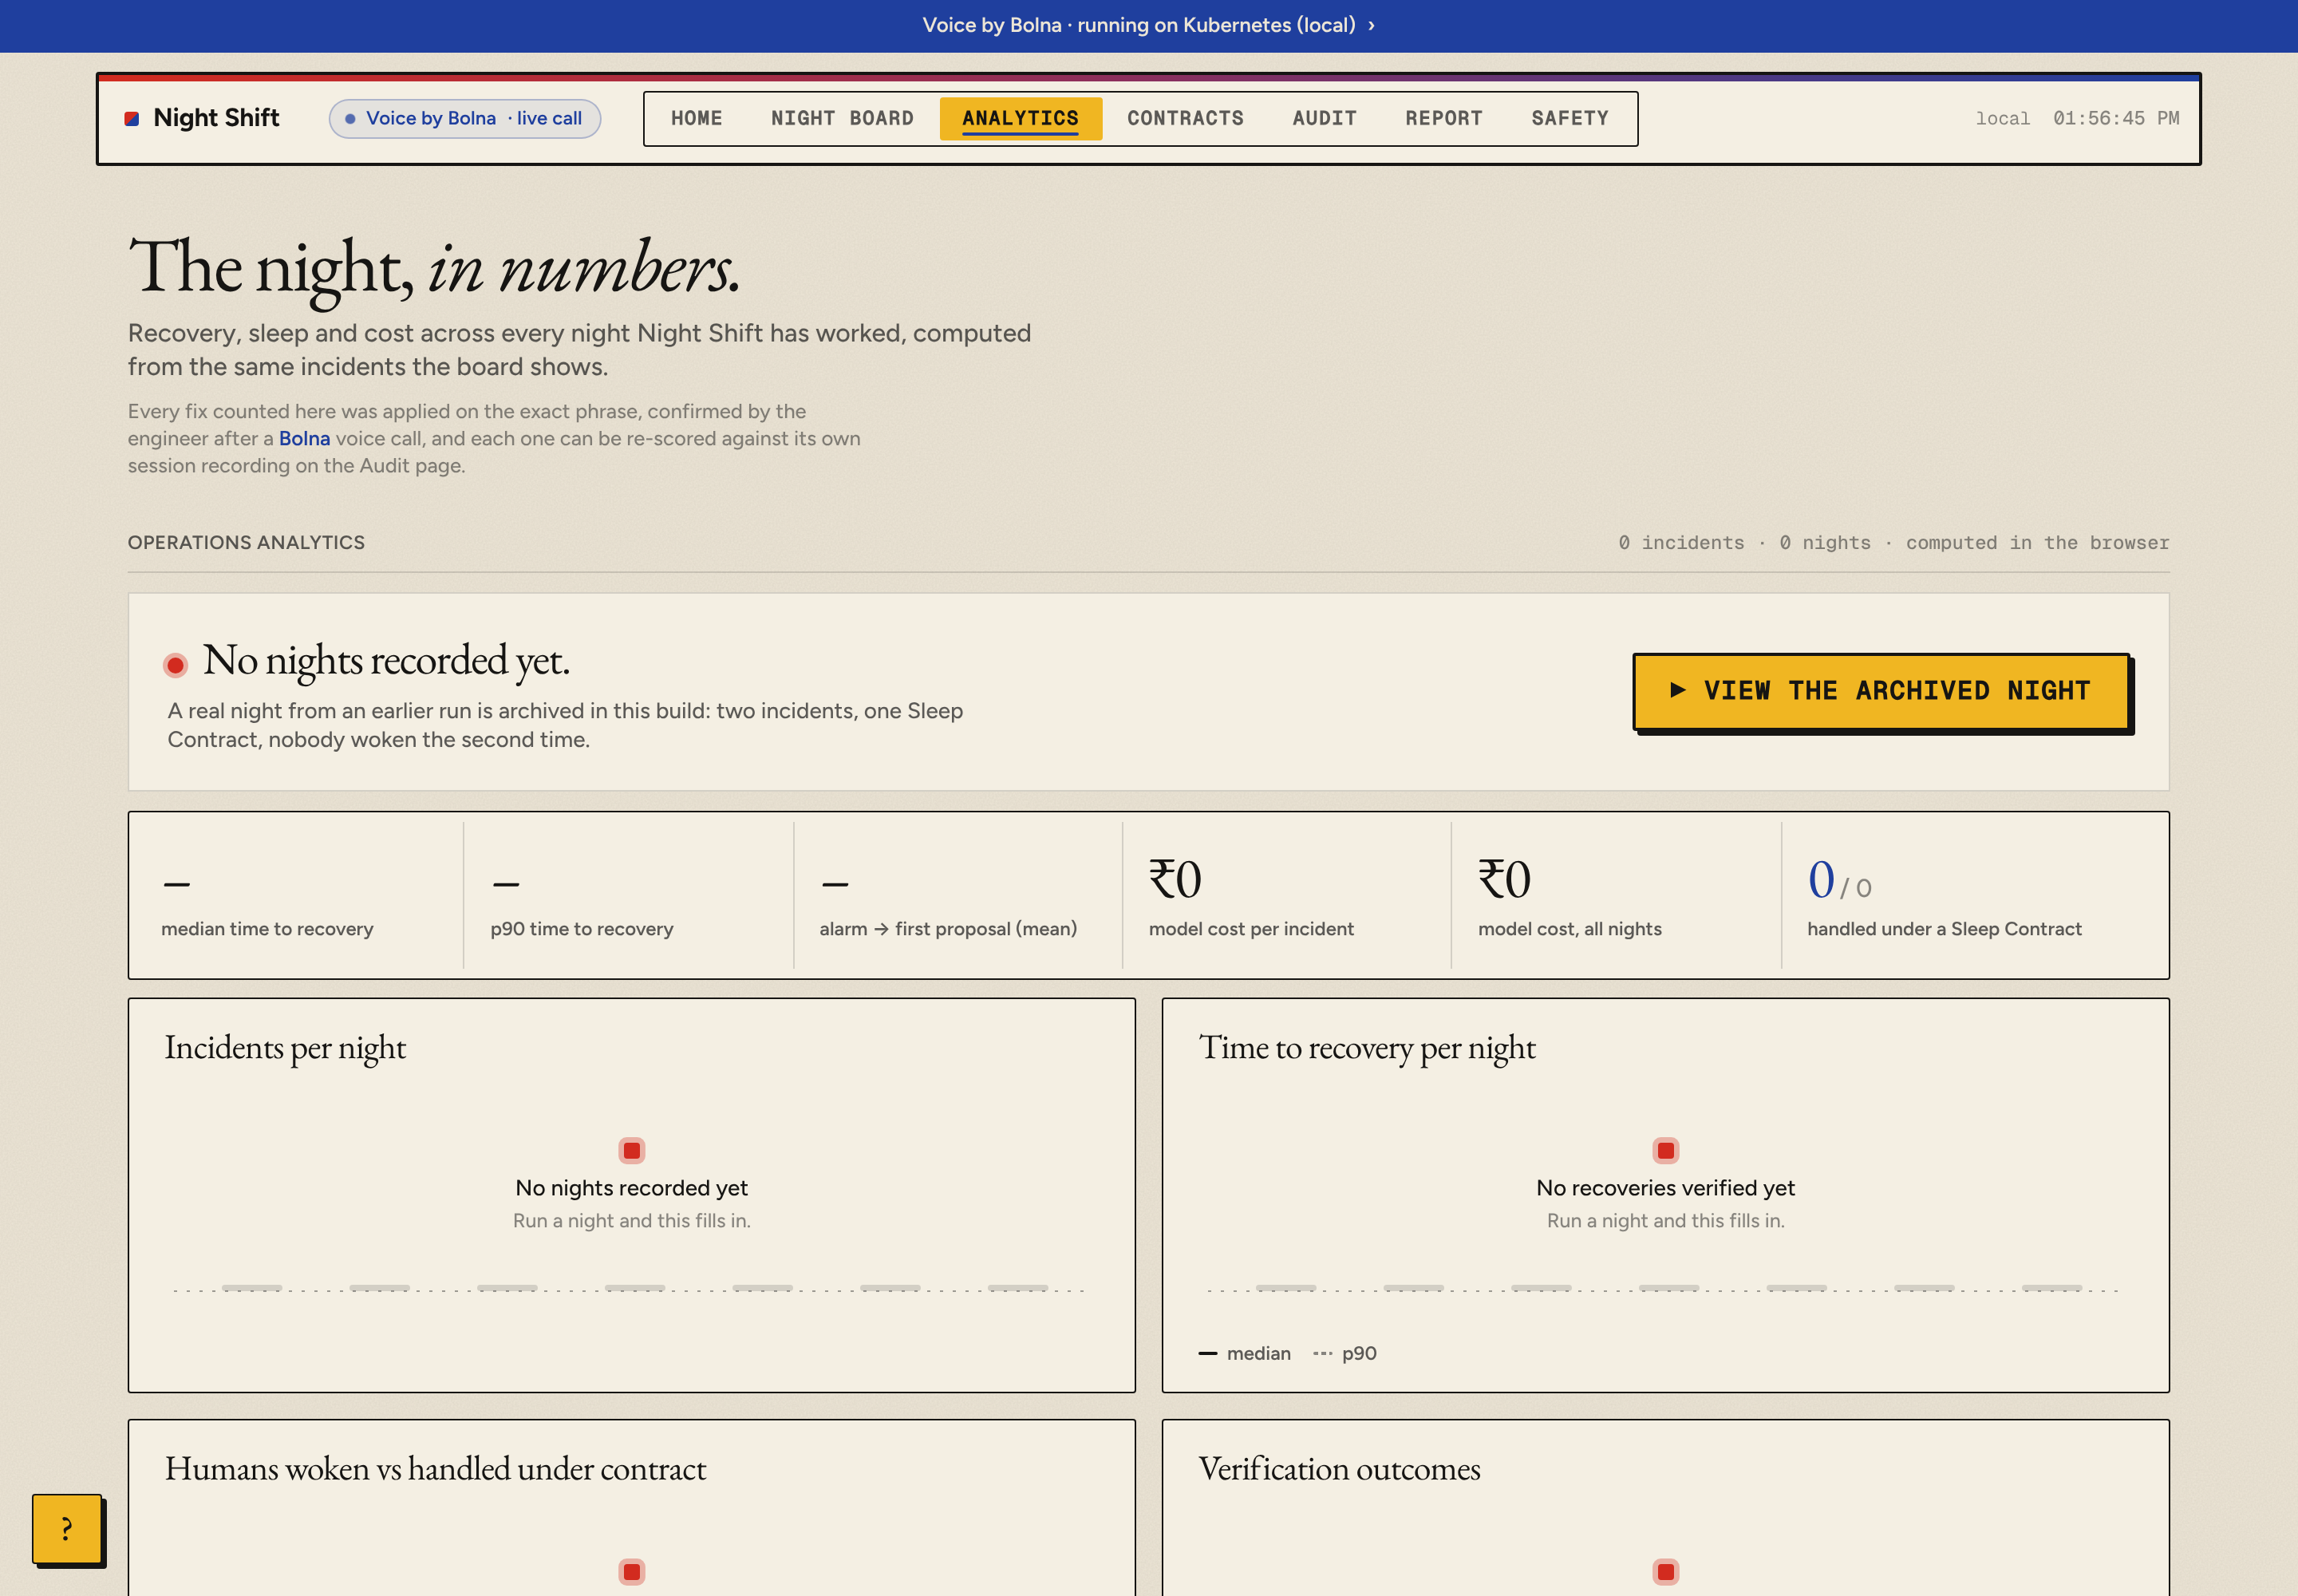 Voice by Bolna · running on Kubernetes (local) ›
Night Shift
Voice by Bolna · live call
HOME
NIGHT BOARD
ANALYTICS
CONTRACTS
AUDIT
REPORT
SAFETY
local 01:56:45 PM
The night, in numbers.
Recovery, sleep and cost across every night Night Shift has worked, computed
from the same incidents the board shows.
Every fix counted here was applied on the exact phrase, confirmed by the
engineer after a Bolna voice call, and each one can be re-scored against its own
session recording on the Audit page.
OPERATIONS ANALYTICS
0 incidents · 0 nights · computed in the browser
No nights recorded yet.
A real night from an earlier run is archived in this build: two incidents, one Sleep
Contract, nobody woken the second time.
▶ VIEW THE ARCHIVED NIGHT
–
median time to recovery
–
p90 time to recovery
–
alarm → first proposal (mean)
₹0
model cost per incident
₹0
model cost, all nights
0 / 0
handled under a Sleep Contract
Incidents per night
No nights recorded yet
Run a night and this fills in.
Time to recovery per night
No recoveries verified yet
Run a night and this fills in.
median
p90
Humans woken vs handled under contract
Verification outcomes
?